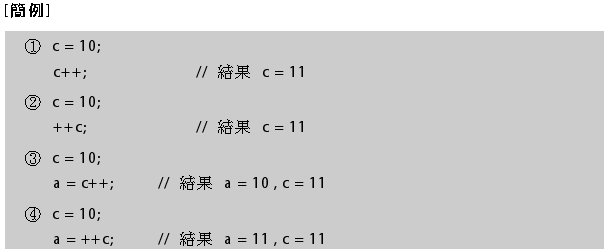 [簡例]
① c = 10;
c++; // 結果 c = 11
② c = 10;
++c; // 結果 c = 11
③ c = 10;
a = c++; // 結果 a = 10 , c = 11
④ c = 10;
a = ++c; // 結果 a = 11 , c = 11